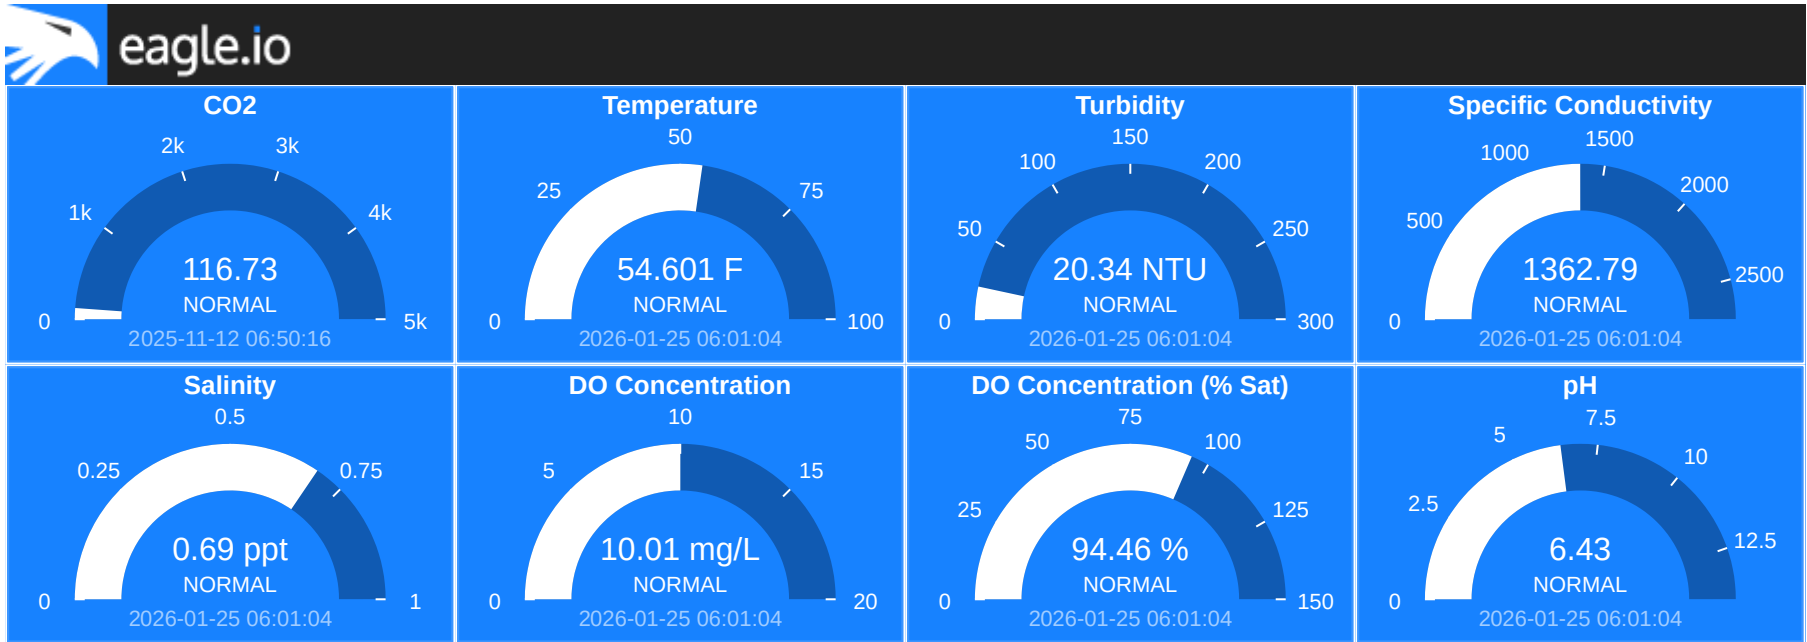 eagle.io
CO2
2k
3k
1k
4k
116.73
NORMAL
0
5k
2025-11-12 06:50:16
Temperature
50
25
75
54.601 F
NORMAL
0
100
2026-01-25 06:01:04
Turbidity
150
100
200
50
250
20.34 NTU
NORMAL
0
300
2026-01-25 06:01:04
Specific Conductivity
1500
1000
2000
500
2500
1362.79
NORMAL
0
2026-01-25 06:01:04
Salinity
0.5
0.25
0.75
0.69 ppt
NORMAL
0
1
2026-01-25 06:01:04
DO Concentration
10
5
15
10.01 mg/L
NORMAL
0
20
2026-01-25 06:01:04
DO Concentration (% Sat)
75
50
100
25
125
94.46 %
NORMAL
0
150
2026-01-25 06:01:04
pH
7.5
5
10
2.5
12.5
6.43
NORMAL
0
2026-01-25 06:01:04